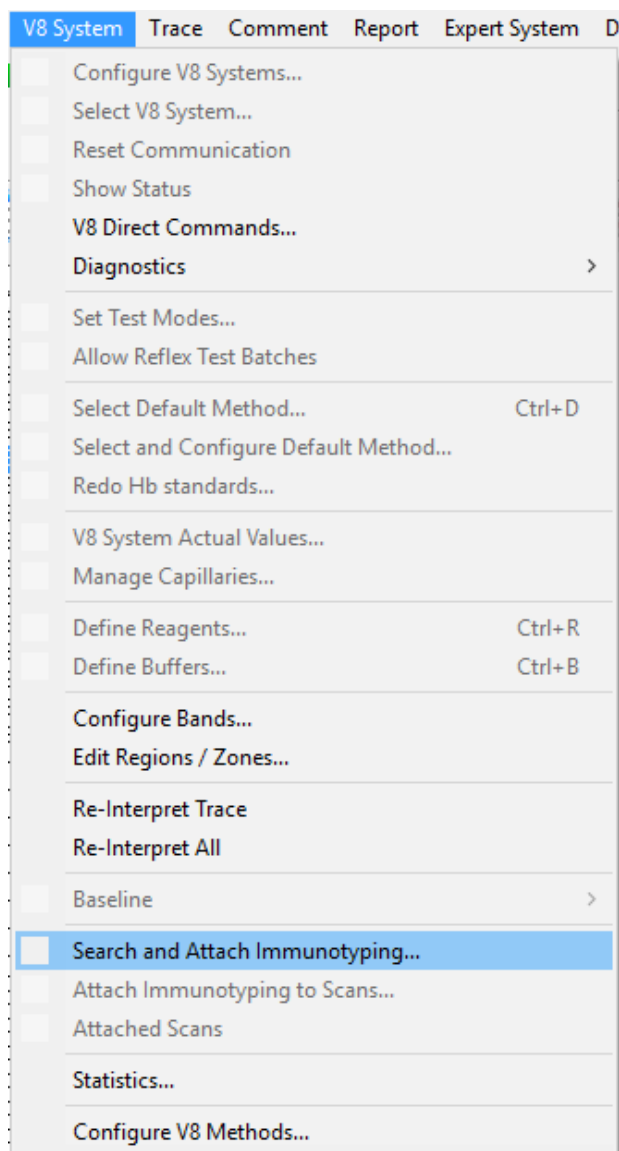 V8 System Trace Comment Report Expert System D
Configure V8 Systems...
Select V8 System...
Reset Communication
Show Status
V8 Direct Commands...
Diagnostics >
Set Test Modes...
Allow Reflex Test Batches
Select Default Method... Ctrl+D
Select and Configure Default Method...
Redo Hb standards...
V8 System Actual Values...
Manage Capillaries...
Define Reagents... Ctrl+R
Define Buffers... Ctrl+B
Configure Bands...
Edit Regions / Zones...
Re-Interpret Trace
Re-Interpret All
Baseline >
Search and Attach Immunotyping...
Attach Immunotyping to Scans...
Attached Scans
Statistics...
Configure V8 Methods...